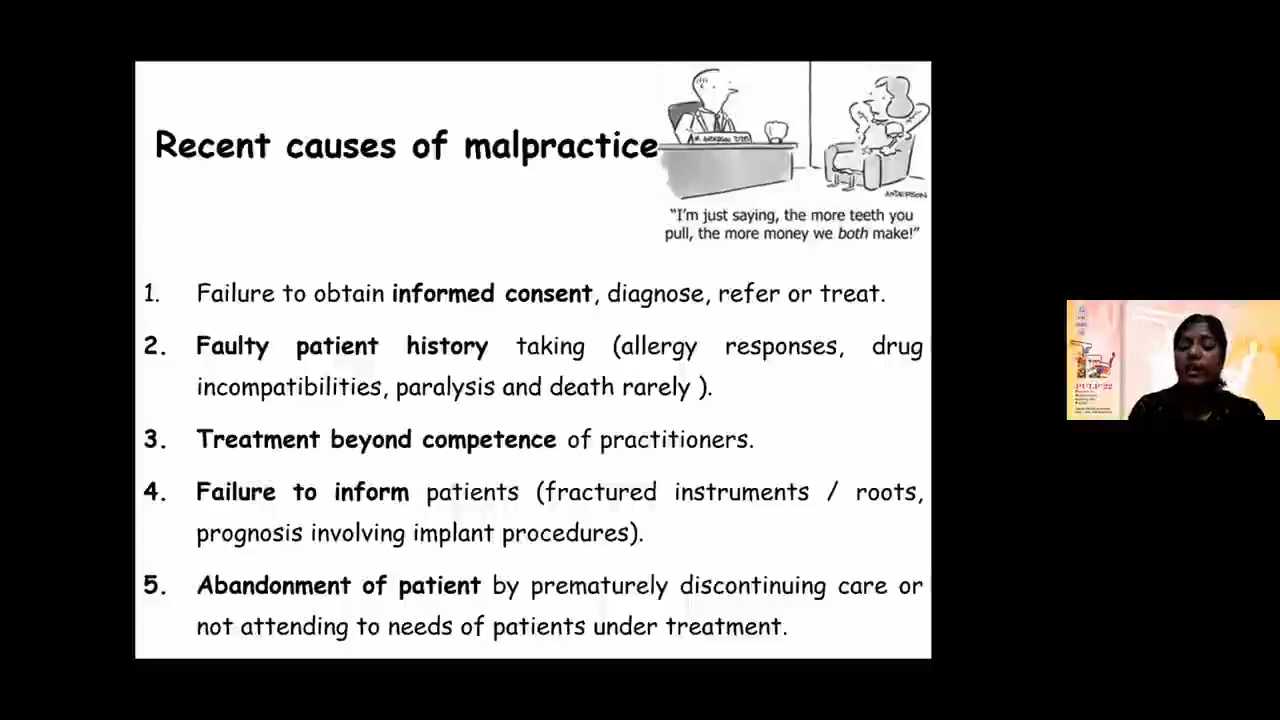 Recent causes of malpractice
ANDERSON
“I'm just saying, the more teeth you
pull, the more money we both make!”
1. Failure to obtain informed consent, diagnose, refer or treat.
2. Faulty patient history taking (allergy responses, drug
incompatibilities, paralysis and death rarely ).
3. Treatment beyond competence of practitioners.
4. Failure to inform patients (fractured instruments / roots,
prognosis involving implant procedures).
5. Abandonment of patient by prematurely discontinuing care or
not attending to needs of patients under treatment.
PULP'22